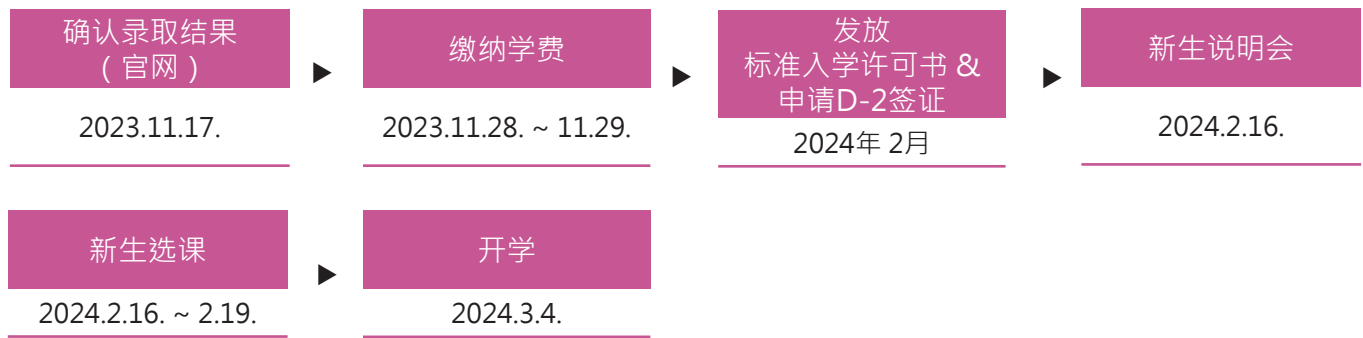 确认录取结果
( 官网 )
2023.11.17.
缴纳学费
2023.11.28. ~ 11.29.
发放
标准入学许可书 &
申请D-2签证
2024年 2月
新生说明会
2024.2.16.
新生选课
2024.2.16. ~ 2.19.
开学
2024.3.4.